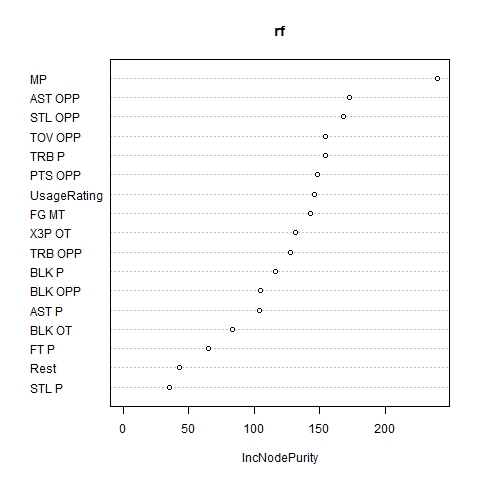 rf
MP
AST OPP
STL OPP
TOV OPP
TRB P
PTS OPP
UsageRating
FG MT
X3P OT
TRB OPP
BLK P
BLK OPP
AST P
BLK OT
FT P
Rest
STL P
0 50 100 150 200
IncNodePurity